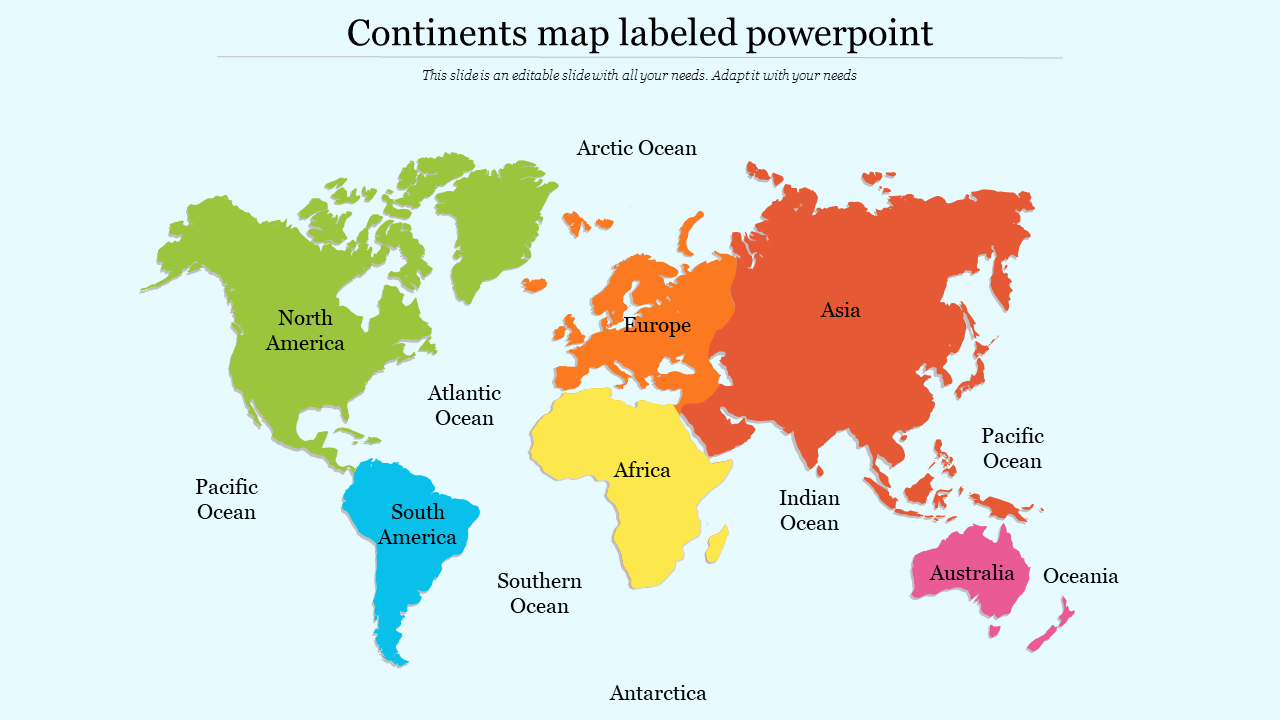 Continents map labeled powerpoint
This slide is an editable slide with all your needs. Adapt it with your needs
Arctic Ocean
North
America
Europe
Asia
Atlantic
Ocean
Pacific
Ocean
Africa
Pacific
Ocean
Indian
Ocean
South
America
Southern
Ocean
Australia
Oceania
Antarctica